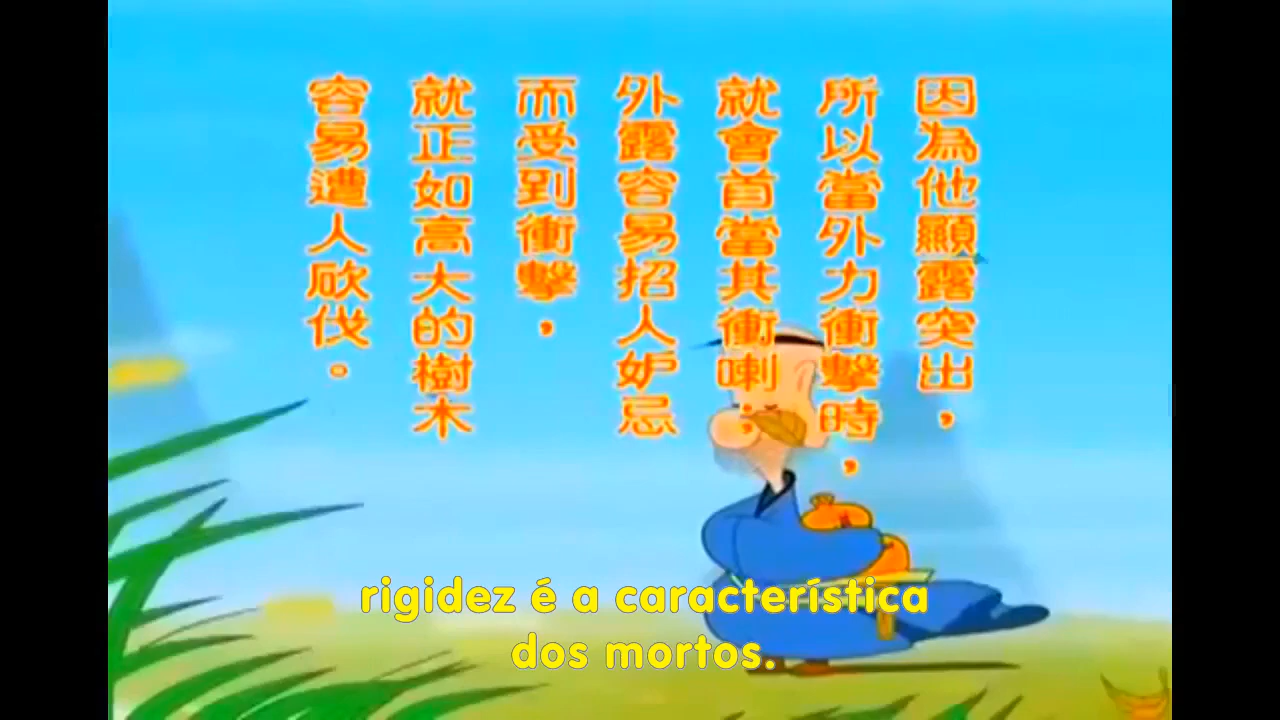 因為他顯露突出，
所以當外力衝擊時，
就會首當其衝喇；
外露容易招人妒忌
而受到衝擊，
就正如高大的樹木
容易遭人砍伐。
rigidez é a característica
dos mortos.